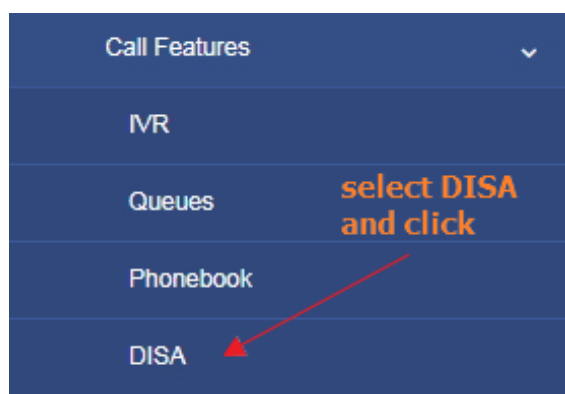 Call Features
IVR
Queues
select DISA
and click
Phonebook
DISA